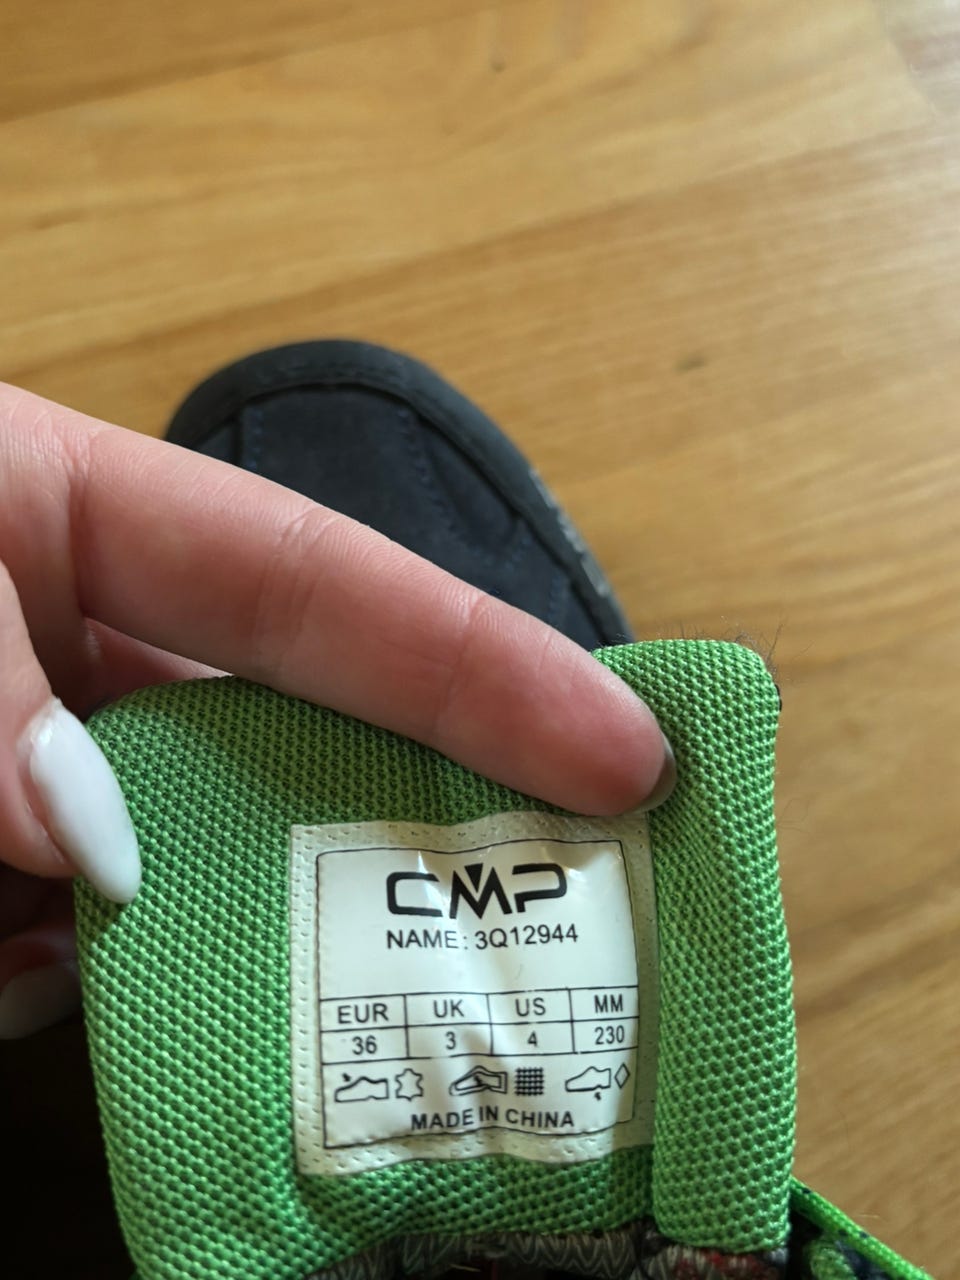 CMP
NAME: 3Q12944
EUR UK US MM
36 3 4 230
MADE IN CHINA